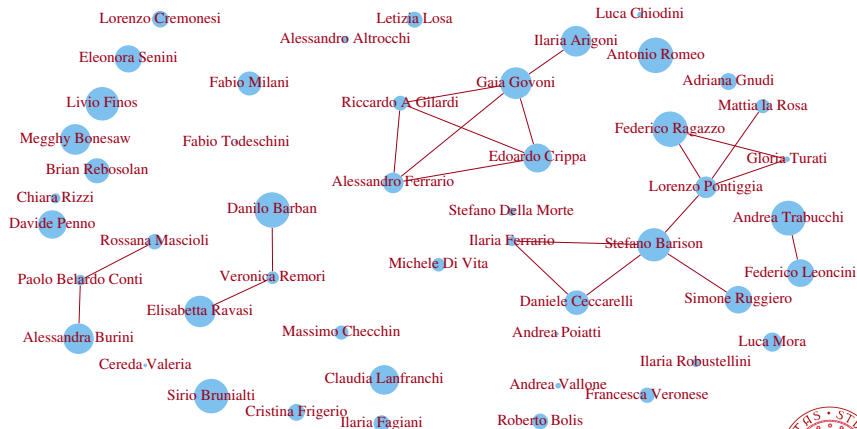 Lorenzo Cremonesi
Letizia Losa
Luca Chiodini
Alessandro Altrocchi
Ilaria Arigoni
Eleonora Senini
Antonio Romeo
Fabio Milani
Gaia Govoni
Adriana Gnudi
Livio Finos
Riccardo A Gilardi
Mattia la Rosa
Megghy Bonesaw
Fabio Todeschini
Federico Ragazzo
Brian Rebosolan
Edoardo Crippa
Gloria Turati
Chiara Rizzi
Alessandro Ferrario
Lorenzo Pontiggia
Davide Penno
Danilo Barban
Stefano Della Morte
Andrea Trabucchi
Rossana Mascioli
Ilaria Ferrario
Stefano Barison
Paolo Belardo Conti
Veronica Remori
Michele Di Vita
Federico Leoncini
Elisabetta Ravasi
Daniele Ceccarelli
Simone Ruggiero
Alessandra Burini
Massimo Checchin
Andrea Poiatti
Luca Mora
Cereda Valeria
Ilaria Robustellini
Claudia Lanfranchi
Andrea Vallone
Sirio Brunialti
Francesca Veronese
Cristina Frigerio
Ilaria Fagiani
Roberto Bolis
TAS · ST